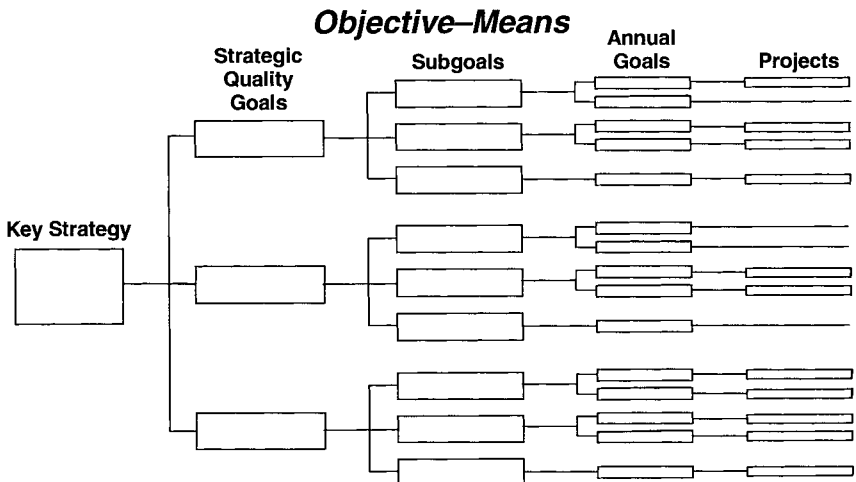 Objective–Means
Strategic
Quality
Goals
Subgoals
Annual
Goals
Projects
Key Strategy